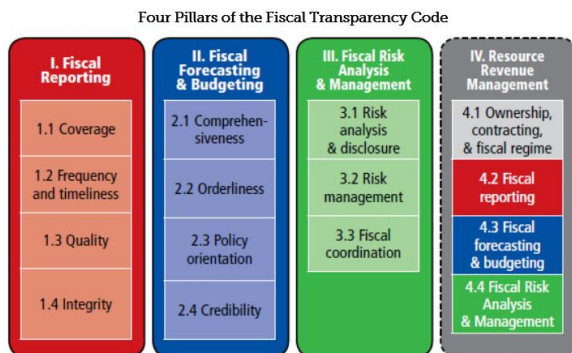 Four Pillars of the Fiscal Transparency Code
I. Fiscal
Reporting
1.1 Coverage
1.2 Frequency
and timeliness
1.3 Quality
1.4 Integrity
II. Fiscal
Forecasting
& Budgeting
2.1 Comprehen-
siveness
2.2 Orderliness
2.3 Policy
orientation
2.4 Credibility
III. Fiscal Risk
Analysis
& Management
3.1 Risk
analysis
& disclosure
3.2 Risk
management
3.3 Fiscal
coordination
IV. Resource
Revenue
Management
4.1 Ownership,
contracting,
& fiscal regime
4.2 Fiscal
reporting
4.3 Fiscal
forecasting
& budgeting
4.4 Fiscal Risk
Analysis
& Management